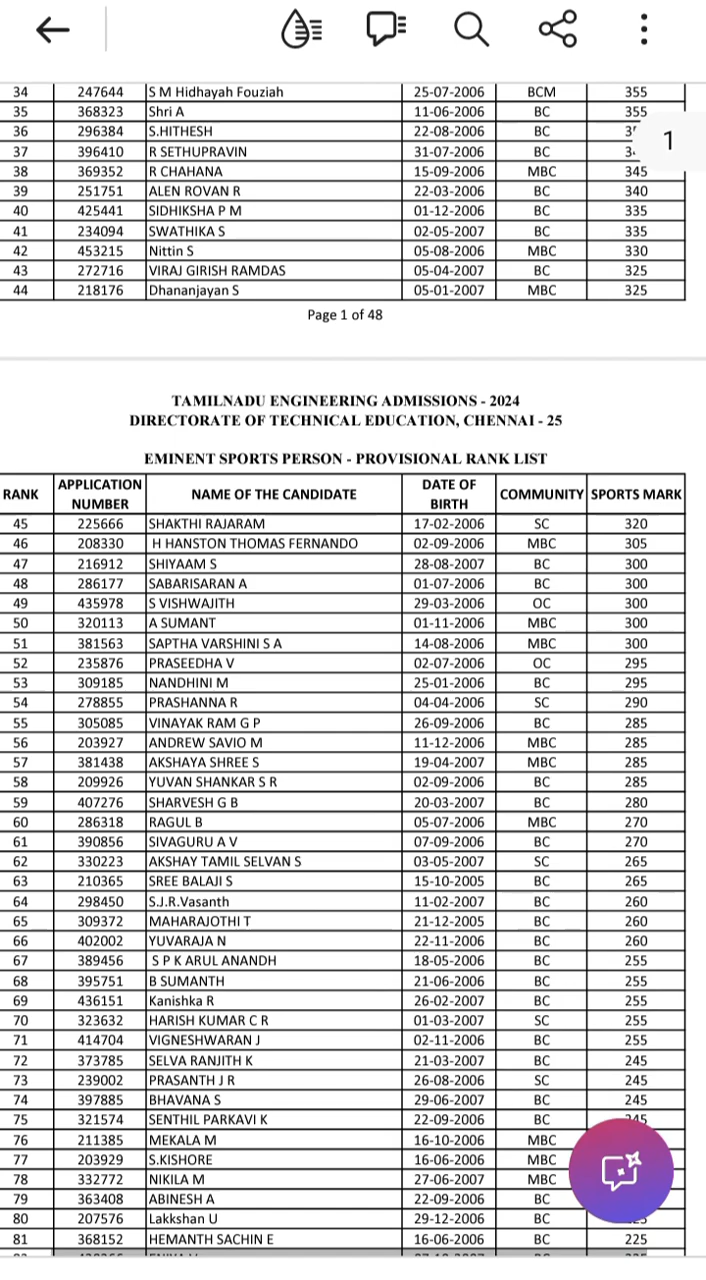 34 247644 S M Hidhayah Fouziah 25-07-2006 BCM 355
35 368323 Shri A 11-06-2006 BC 355
36 296384 S.HITHESH 22-08-2006 BC
37 396410 R SETHUPRAVIN 31-07-2006 BC
1
38 369352 R CHAHANA 15-09-2006 MBC 345
39 251751 ALEN ROVAN R 22-03-2006 BC 340
40 425441 SIDHIKSHA P M 01-12-2006 BC 335
41 234094 SWATHIKA S 02-05-2007 BC 335
42 453215 Nittin S 05-08-2006 MBC 330
43 272716 VIRAJ GIRISH RAMDAS 05-04-2007 BC 325
44 218176 Dhananjayan S 05-01-2007 MBC 325
Page 1 of 48
TAMILNADU ENGINEERING ADMISSIONS - 2024
DIRECTORATE OF TECHNICAL EDUCATION, CHENNAI - 25
EMINENT SPORTS PERSON - PROVISIONAL RANK LIST
RANK APPLICATION NUMBER NAME OF THE CANDIDATE DATE OF BIRTH COMMUNITY SPORTS MARK
45 225666 SHAKTHI RAJARAM 17-02-2006 SC 320
46 208330 H HANSTON THOMAS FERNANDO 02-09-2006 MBC 305
47 216912 SHIYAAM S 28-08-2007 BC 300
48 286177 SABARISARAN A 01-07-2006 BC 300
49 435978 S VISHWAJITH 29-03-2006 OC 300
50 320113 A SUMANT 01-11-2006 MBC 300
51 381563 SAPTHA VARSHINI S A 14-08-2006 MBC 300
52 235876 PRASEEDHA V 02-07-2006 OC 295
53 309185 NANDHINI M 25-01-2006 BC 295
54 278855 PRASHANNA R 04-04-2006 SC 290
55 305085 VINAYAK RAM G P 26-09-2006 BC 285
56 203927 ANDREW SAVIO M 11-12-2006 MBC 285
57 381438 AKSHAYA SHREE S 19-04-2007 MBC 285
58 209926 YUVAN SHANKAR S R 02-09-2006 BC 285
59 407276 SHARVESH G B 20-03-2007 BC 280
60 286318 RAGUL B 05-07-2006 MBC 270
61 390856 SIVAGURU A V 07-09-2006 BC 270
62 330223 AKSHAY TAMIL SELVAN S 03-05-2007 SC 265
63 210365 SREE BALAJI S 15-10-2005 BC 265
64 298450 S.J.R.Vasanth 11-02-2007 BC 260
65 309372 MAHARAJOTHI T 21-12-2005 BC 260
66 402002 YUVARAJA N 22-11-2006 BC 260
67 389456 S P K ARUL ANANDH 18-05-2006 BC 255
68 395751 B SUMANTH 21-06-2006 BC 255
69 436151 Kanishka R 26-02-2007 BC 255
70 323632 HARISH KUMAR C R 01-03-2007 SC 255
71 414704 VIGNESHWARAN J 02-11-2006 BC 255
72 373785 SELVA RANJITH K 21-03-2007 BC 245
73 239002 PRASANTH J R 26-08-2006 SC 245
74 397885 BHAVANA S 29-06-2007 BC 245
75 321574 SENTHIL PARKAVI K 22-09-2006 BC 245
76 211385 MEKALA M 16-10-2006 MBC
77 203929 S.KISHORE 16-06-2006 MBC
78 332772 NIKILA M 27-06-2007 MBC
79 363408 ABINESH A 22-09-2006 BC
80 207576 Lakkshan U 29-12-2006 BC
81 368152 HEMANTH SACHIN E 16-06-2006 BC 225